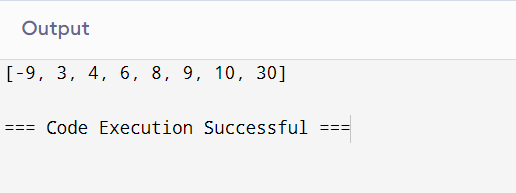 Output
[-9, 3, 4, 6, 8, 9, 10, 30]
=== Code Execution Successful ===